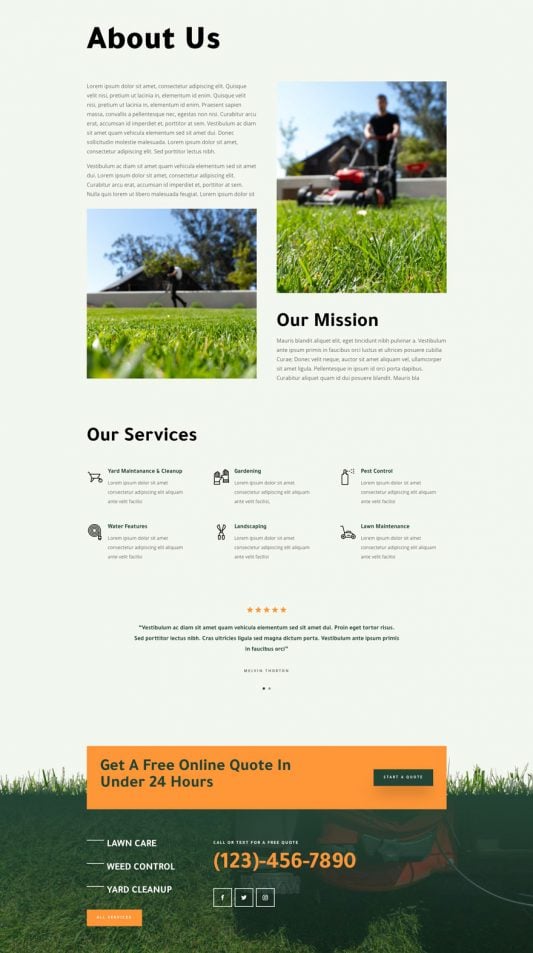 About Us
Lorem ipsum dolor sit amet, consectetur adipiscing elit. Quisque
velit nisi, pretium ut lacinia in, elementum id enim. Quisque velit
nisi, pretium ut lacinia in, elementum id enim. Praesent sapien
massa, convallis a pellentesque nec, egestas non nisi. Curabitur arcu
erat, accumsan id imperdiet et, porttitor at sem. Vestibulum ac diam
sit amet quam vehicula elementum sed sit amet dui. Donec
sollicitudin molestie malesuada. Lorem ipsum dolor sit amet,
consectetur adipiscing elit. Sed porttitor lectus nibh.
Vestibulum ac diam sit amet quam vehicula elementum sed sit amet
dui. Lorem ipsum dolor sit amet, consectetur adipiscing elit.
Curabitur arcu erat, accumsan id imperdiet et, porttitor at sem.
Nulla quis lorem ut libero malesuada feugiat. Lorem ipsum dolor sit
Our Mission
Mauris blandit aliquet elit, eget tincidunt nibh pulvinar a. Vestibulum
ante ipsum primis in faucibus orci luctus et ultrices posuere cubilia
Curae; Donec velit neque, auctor sit amet aliquam vel, ullamcorper
sit amet ligula. Pellentesque in ipsum id orci porta dapibus.
Curabitur aliquet quam id dui posuere blandit. Mauris bla
Our Services
Yard Maintanance & Cleanup
Lorem ipsum dolor sit amet
consectetur adipiscing elit aliquam
ante velit facilisi
Gardening
Lorem ipsum dolor sit amet
consectetur adipiscing elit aliquam
ante velit facilisi,
Pest Control
Lorem ipsum dolor sit amet
consectetur adipiscing elit aliquam
ante velit facilisi
Water Features
Lorem ipsum dolor sit amet
consectetur adipiscing elit aliquam
ante velit facilisi
Landscaping
Lorem ipsum dolor sit amet
consectetur adipiscing elit aliquam
ante velit facilisi
Lawn Maintenance
Lorem ipsum dolor sit amet
consectetur adipiscing elit aliquam
ante velit facilisi
"Vestibulum ac diam sit amet quam vehicula elementum sed sit amet dui. Proin eget tortor risus.
Sed porttitor lectus nibh. Cras ultricies ligula sed magna dictum porta. Vestibulum ante ipsum primis
in faucibus orci"
MELVIN THORTON
Get A Free Online Quote In
Under 24 Hours
START A QUOTE
LAWN CARE
WEED CONTROL
YARD CLEANUP
ALL SERVICES
CALL OR TEXT FOR A FREE QUOTE
(123)-456-7890